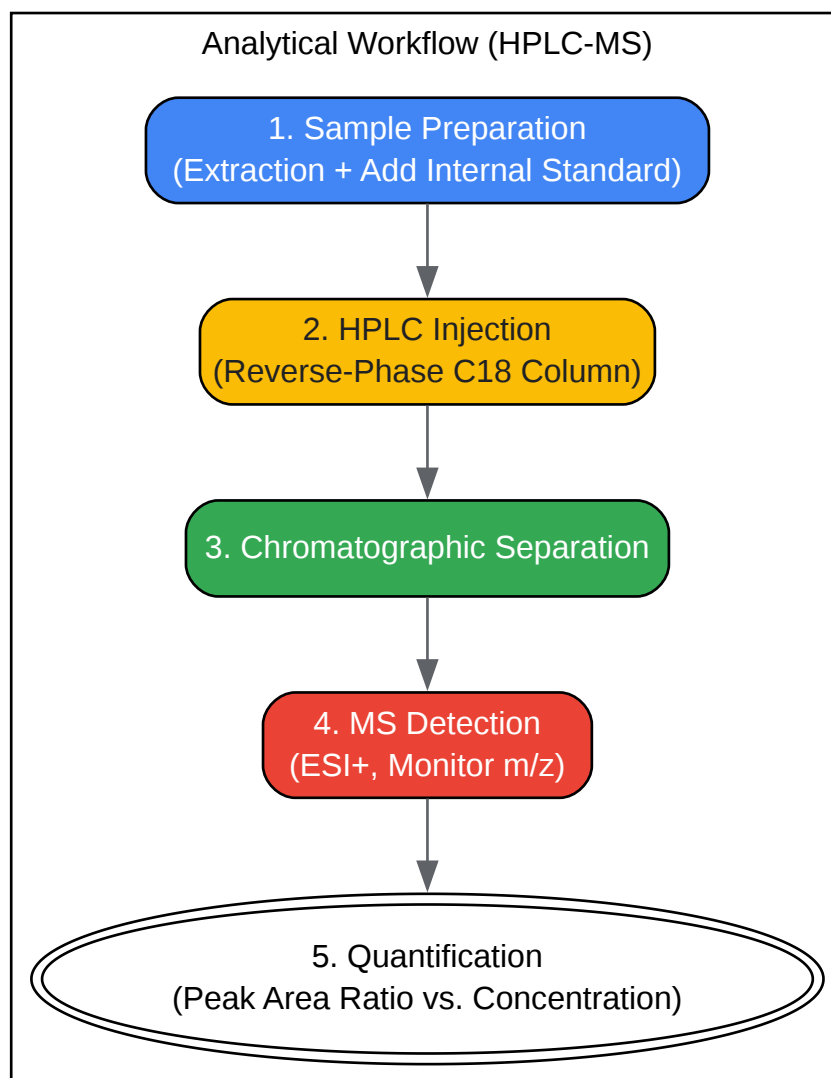 Analytical Workflow (HPLC-MS)
1. Sample Preparation
(Extraction + Add Internal Standard)
2. HPLC Injection
(Reverse-Phase C18 Column)
3. Chromatographic Separation
4. MS Detection
(ESI+, Monitor m/z)
5. Quantification
(Peak Area Ratio vs. Concentration)